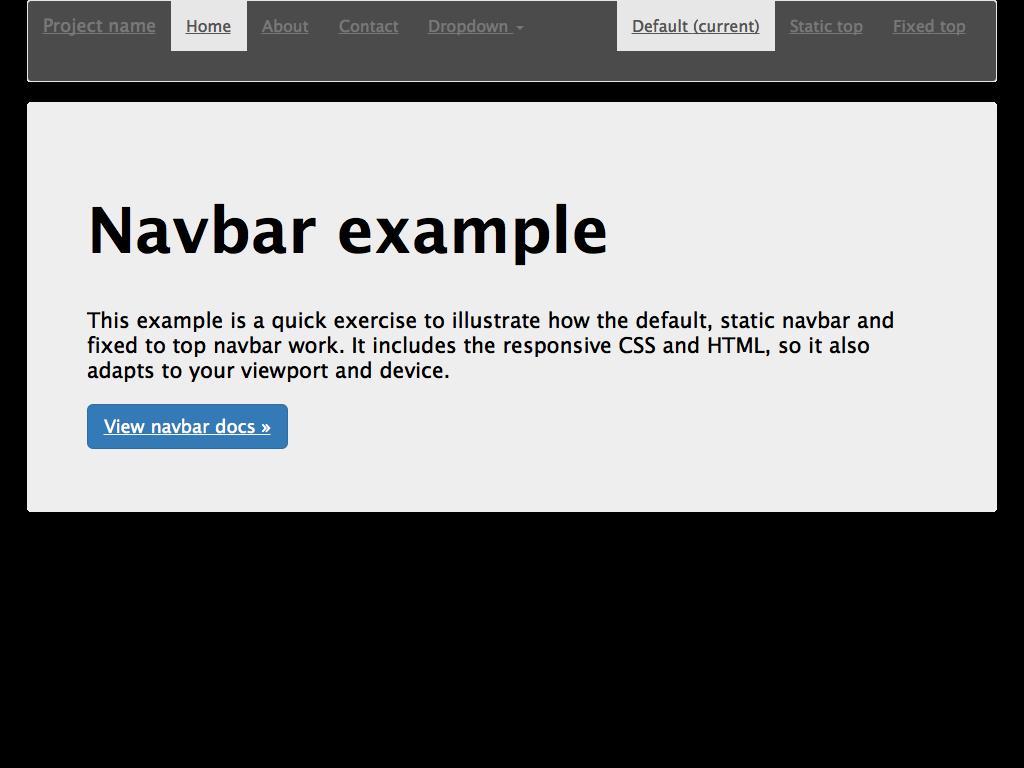 Project name Home About Contact Dropdown Default (current) Static top Fixed top
Navbar example
This example is a quick exercise to illustrate how the default, static navbar and
fixed to top navbar work. It includes the responsive CSS and HTML, so it also
adapts to your viewport and device.
View navbar docs »